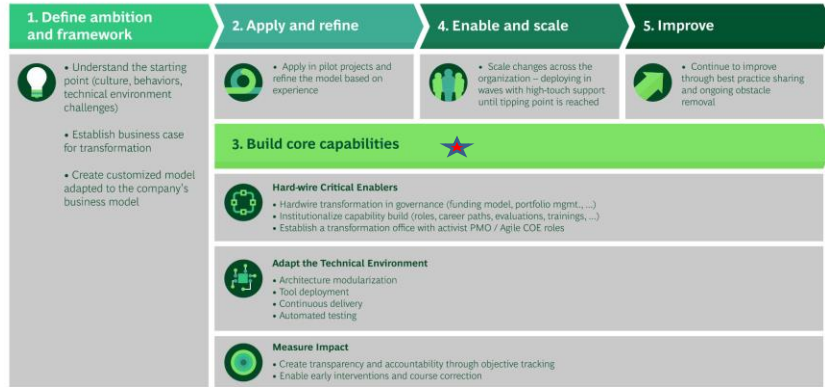 1. Define ambition
and framework
• Understand the starting
point (culture, behaviors,
technical environment
challenges)
• Establish business case
for transformation
• Create customized model
adapted to the company's
business model
2. Apply and refine
• Apply in pilot projects and
refine the model based on
experience
4. Enable and scale
• Scale changes across the
organization – deploying in
waves with high-touch support
until tipping point is reached
5. Improve
• Continue to improve
through best practice sharing
and ongoing obstacle
removal
3. Build core capabilities
Hard-wire Critical Enablers
• Hardwire transformation in governance (funding model, portfolio mgmt., ...)
• Institutionalize capability build (roles, career paths, evaluations, trainings, ...)
• Establish a transformation office with activist PMO / Agile COE roles
Adapt the Technical Environment
• Architecture modularization
• Tool deployment
• Continuous delivery
• Automated testing
Measure Impact
• Create transparency and accountability through objective tracking
• Enable early interventions and course correction